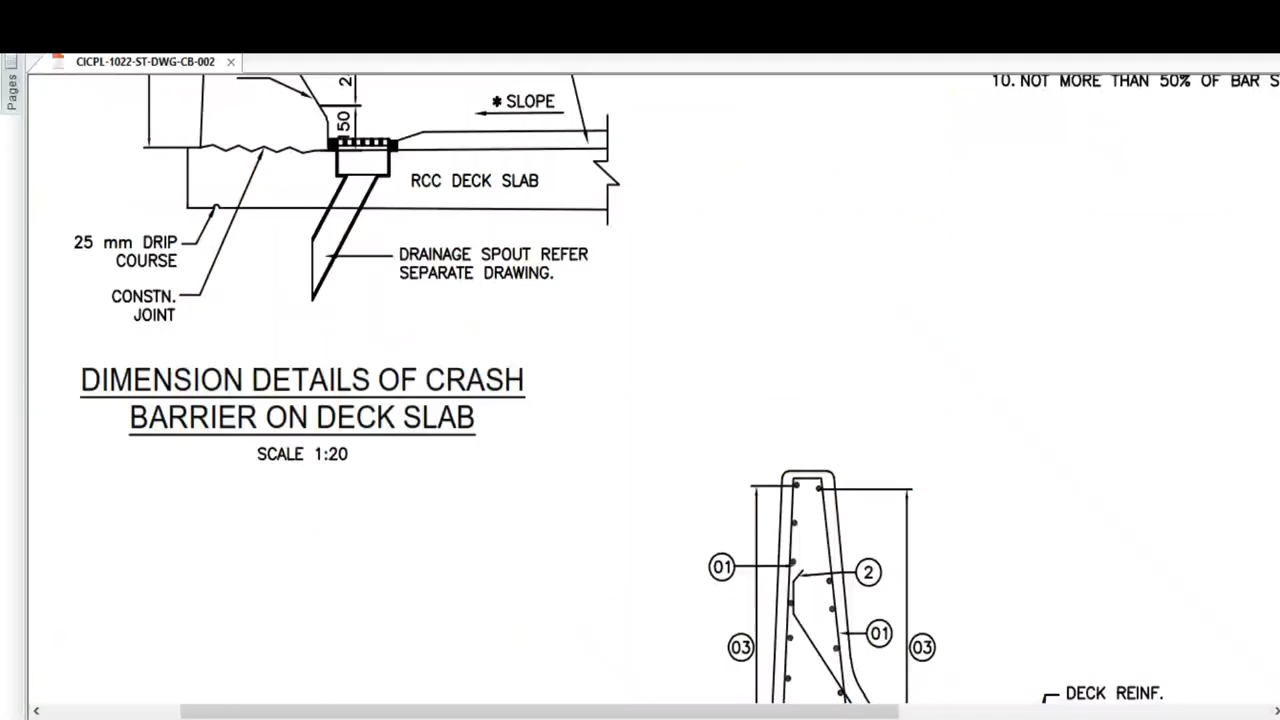 Pages
CICPL-1022-ST-DWG-CB-002
10. NOT MORE THAN 50% OF BAR S
2
* SLOPE
150
RCC DECK SLAB
25 mm DRIP
COURSE
DRAINAGE SPOUT REFER
SEPARATE DRAWING.
CONSTN.
JOINT
DIMENSION DETAILS OF CRASH
BARRIER ON DECK SLAB
SCALE 1:20
01
2
01
03
03
DECK REINF.